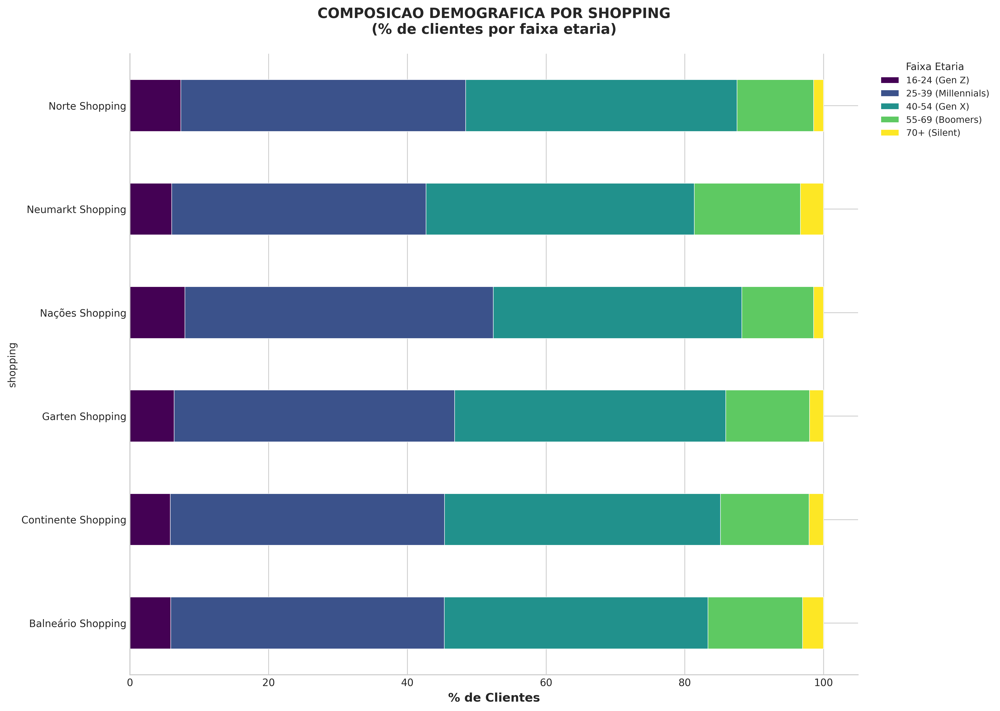 COMPOSICAO DEMOGRAFICA POR SHOPPING
(% de clientes por faixa etaria)
Faixa Etaria
16-24 (Gen Z)
25-39 (Millennials)
40-54 (Gen X)
55-69 (Boomers)
70+ (Silent)
Norte Shopping
Neumarkt Shopping
Nações Shopping
Garten Shopping
Continente Shopping
Balneário Shopping
shopping
0 20 40 60 80 100
% de Clientes